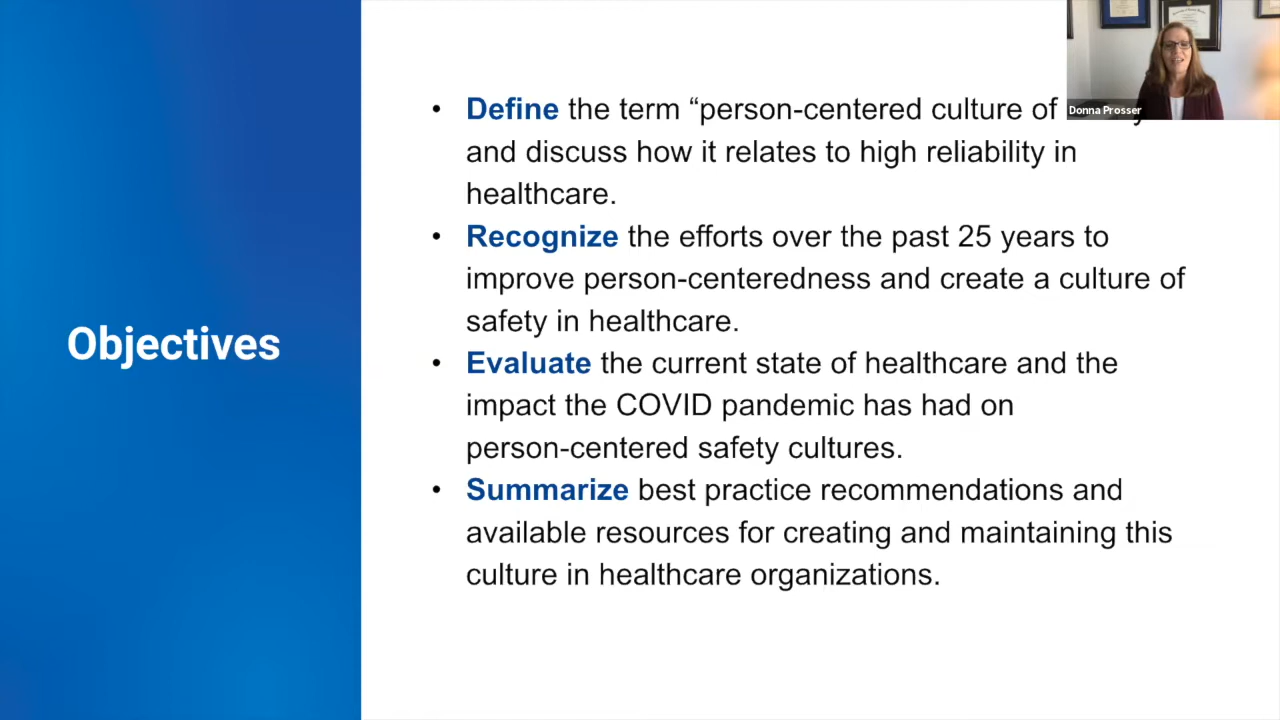 Objectives
• Define the term “person-centered culture of
and discuss how it relates to high reliability in
healthcare.
• Recognize the efforts over the past 25 years to
improve person-centeredness and create a culture of
safety in healthcare.
• Evaluate the current state of healthcare and the
impact the COVID pandemic has had on
person-centered safety cultures.
• Summarize best practice recommendations and
available resources for creating and maintaining this
culture in healthcare organizations.
Donna Prosser